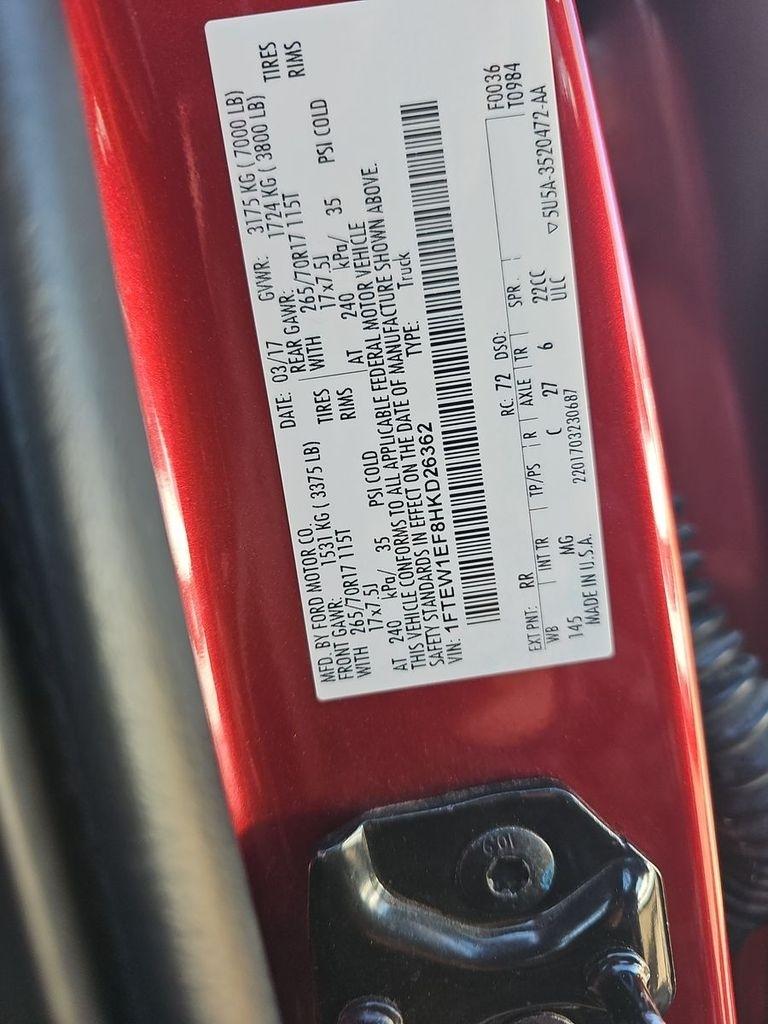 MFD. BY FORD MOTOR CO. DATE: 03/17 GVWR: 3175 KG ( 7000 LB)
FRONT GAWR: 1531 KG ( 3375 LB) REAR GAWR: 1724 KG ( 3800 LB)
WITH 265/70R17 115T TIRES WITH 265/70R17 115T TIRES
17x7.5J RIMS 17x7.5J RIMS
AT 240 kPa/ 35 PSI COLD AT 240 kPa/ 35 PSI COLD
THIS VEHICLE CONFORMS TO ALL APPLICABLE FEDERAL MOTOR VEHICLE
SAFETY STANDARDS IN EFFECT ON THE DATE OF MANUFACTURE SHOWN ABOVE.
VIN: 1FTEW1EF8HKD26362 TYPE: Truck
F0036
T0984
EXT PNT: RR RC: 72 DSO:
WB INT TR TP/PS R AXLE TR SPR
145 MG C 27 6 22CC
ULC
MADE IN U.S.A. 2201703230687 ▽5U5A-3520472-AA
10.9